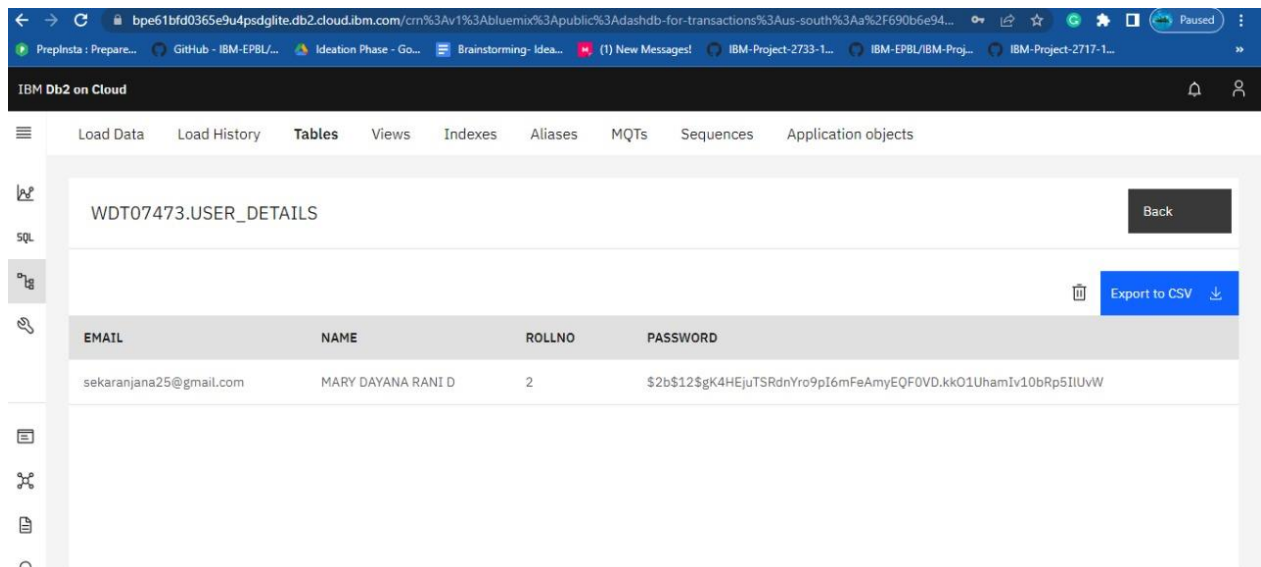 bpe61bfd0365e9u4psdglite.db2.cloud.ibm.com/crn%3Av1%3Abluemix%3Apublic%3Adashdb-for-transactions%3Aus-south%3Aa%2F690b6e94... Paused
PrepInsta : Prepare... GitHub - IBM-EPBL/... Ideation Phase - Go... Brainstorming- Idea... (1) New Messages! IBM-Project-2733-1... IBM-EPBL/IBM-Proj... IBM-Project-2717-1... »
IBM Db2 on Cloud
Load Data Load History Tables Views Indexes Aliases MQTs Sequences Application objects
WDT07473.USER_DETAILS Back
SQL
Export to CSV
EMAIL NAME ROLLNO PASSWORD
sekaranjana25@gmail.com MARY DAYANA RANI D 2 $2b$12$gK4HEjuTSRdnYro9pI6mFeAmyEQF0VD.kkO1UhamIv10bRp5IlUvW